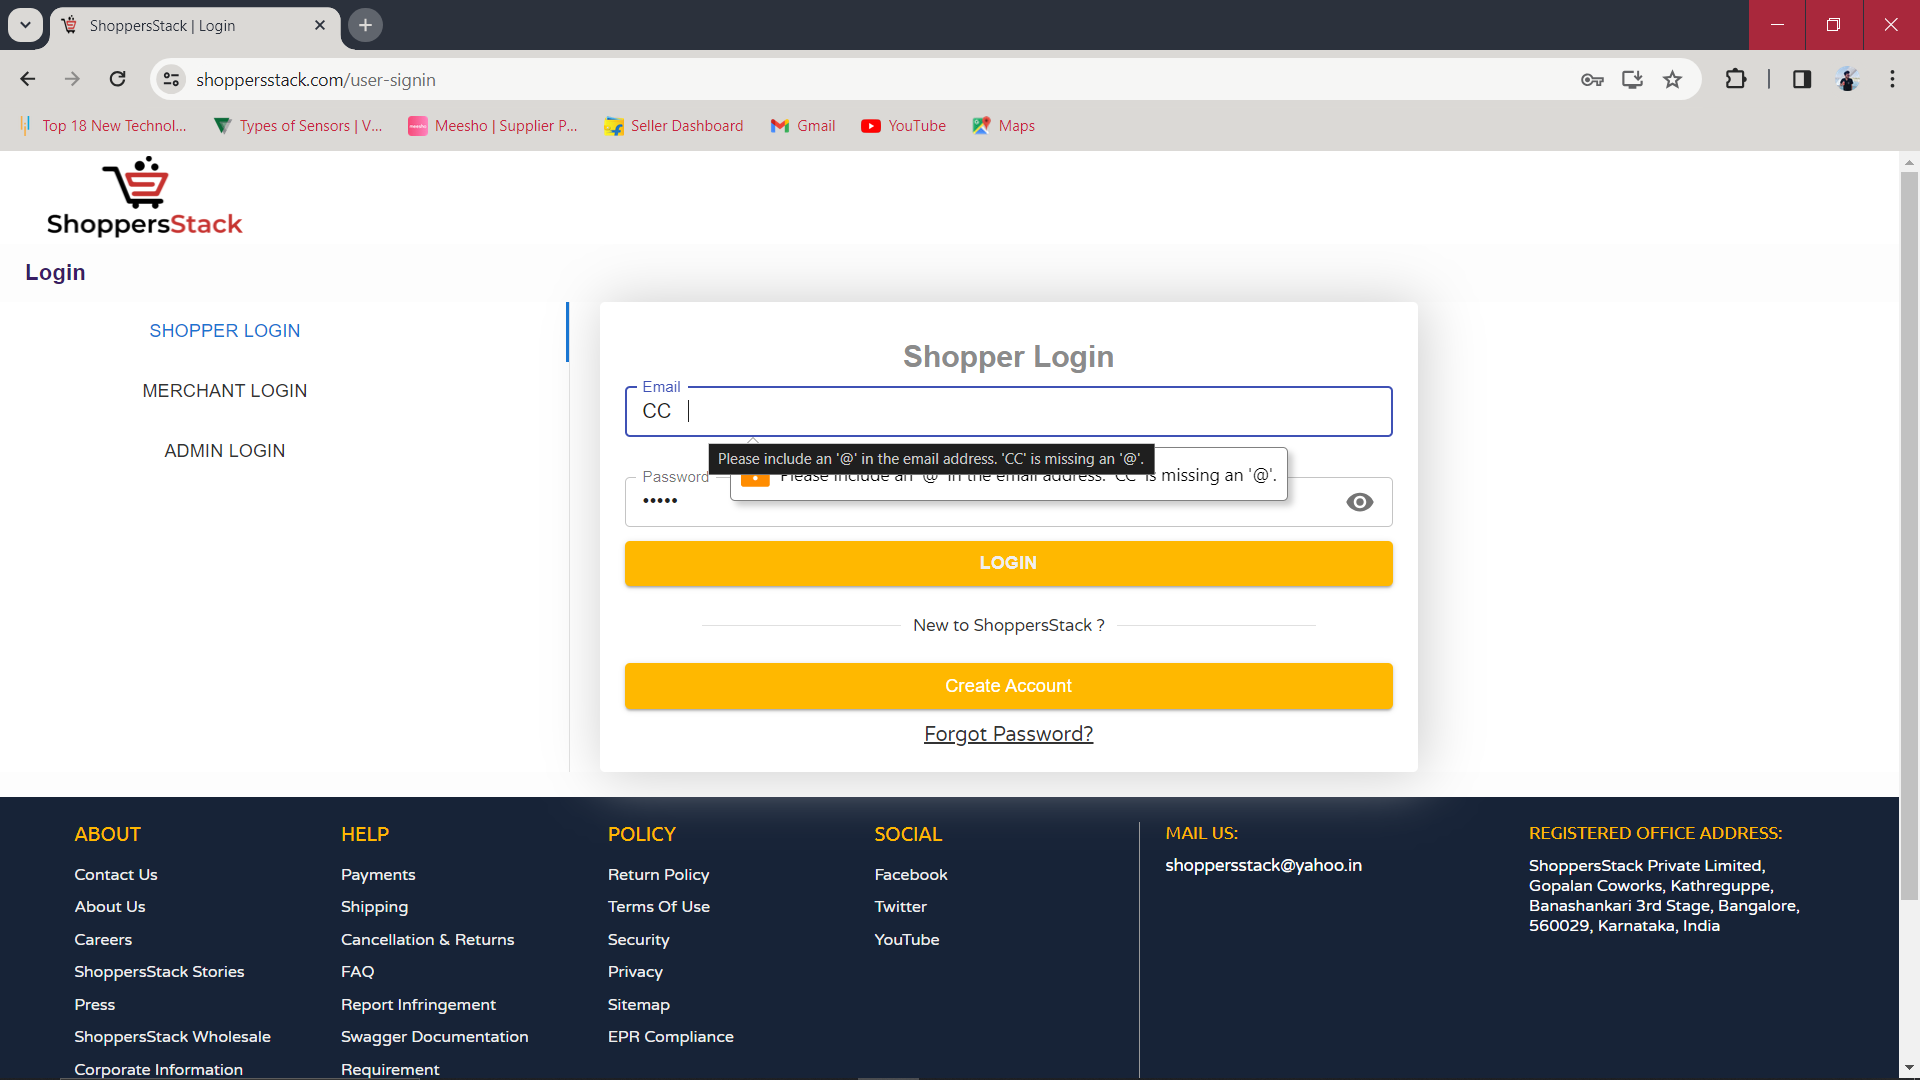 ShoppersStack | Login
shoppersstack.com/user-signin
Top 18 New Technol...
Types of Sensors | V...
Meesho | Supplier P...
Seller Dashboard
Gmail
YouTube
Maps
ShoppersStack
Login
SHOPPER LOGIN
MERCHANT LOGIN
ADMIN LOGIN
Shopper Login
Email
CC
Please include an '@' in the email address. 'CC' is missing an '@'.
Please include an '@' in the email address. 'CC' is missing an '@'.
Password
•••••
LOGIN
New to ShoppersStack ?
Create Account
Forgot Password?
ABOUT
Contact Us
About Us
Careers
ShoppersStack Stories
Press
ShoppersStack Wholesale
Corporate Information
HELP
Payments
Shipping
Cancellation & Returns
FAQ
Report Infringement
Swagger Documentation
Requirement
POLICY
Return Policy
Terms Of Use
Security
Privacy
Sitemap
EPR Compliance
SOCIAL
Facebook
Twitter
YouTube
MAIL US:
shoppersstack@yahoo.in
REGISTERED OFFICE ADDRESS:
ShoppersStack Private Limited,
Gopalan Coworks, Kathreguppe,
Banashankari 3rd Stage, Bangalore,
560029, Karnataka, India